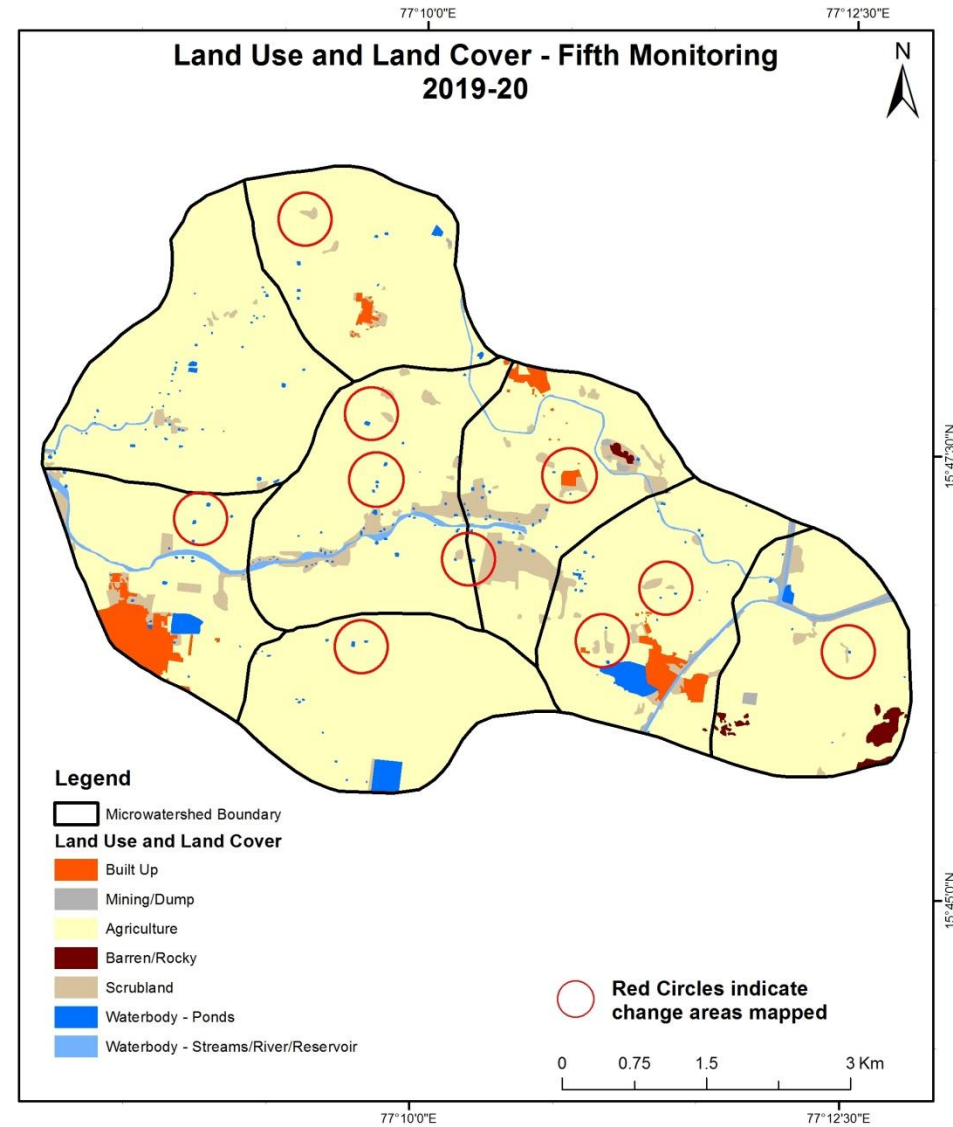 77°10'0"E
77°12'30"E
Land Use and Land Cover - Fifth Monitoring
2019-20
N
15°47'30"N
Legend
Microwatershed Boundary
Land Use and Land Cover
Built Up
Mining/Dump
Agriculture
Barren/Rocky
Scrubland
Waterbody - Ponds
Waterbody - Streams/River/Reservoir
15°45'0"N
Red Circles indicate
change areas mapped
0 0.75 1.5 3 Km
77°10'0"E
77°12'30"E